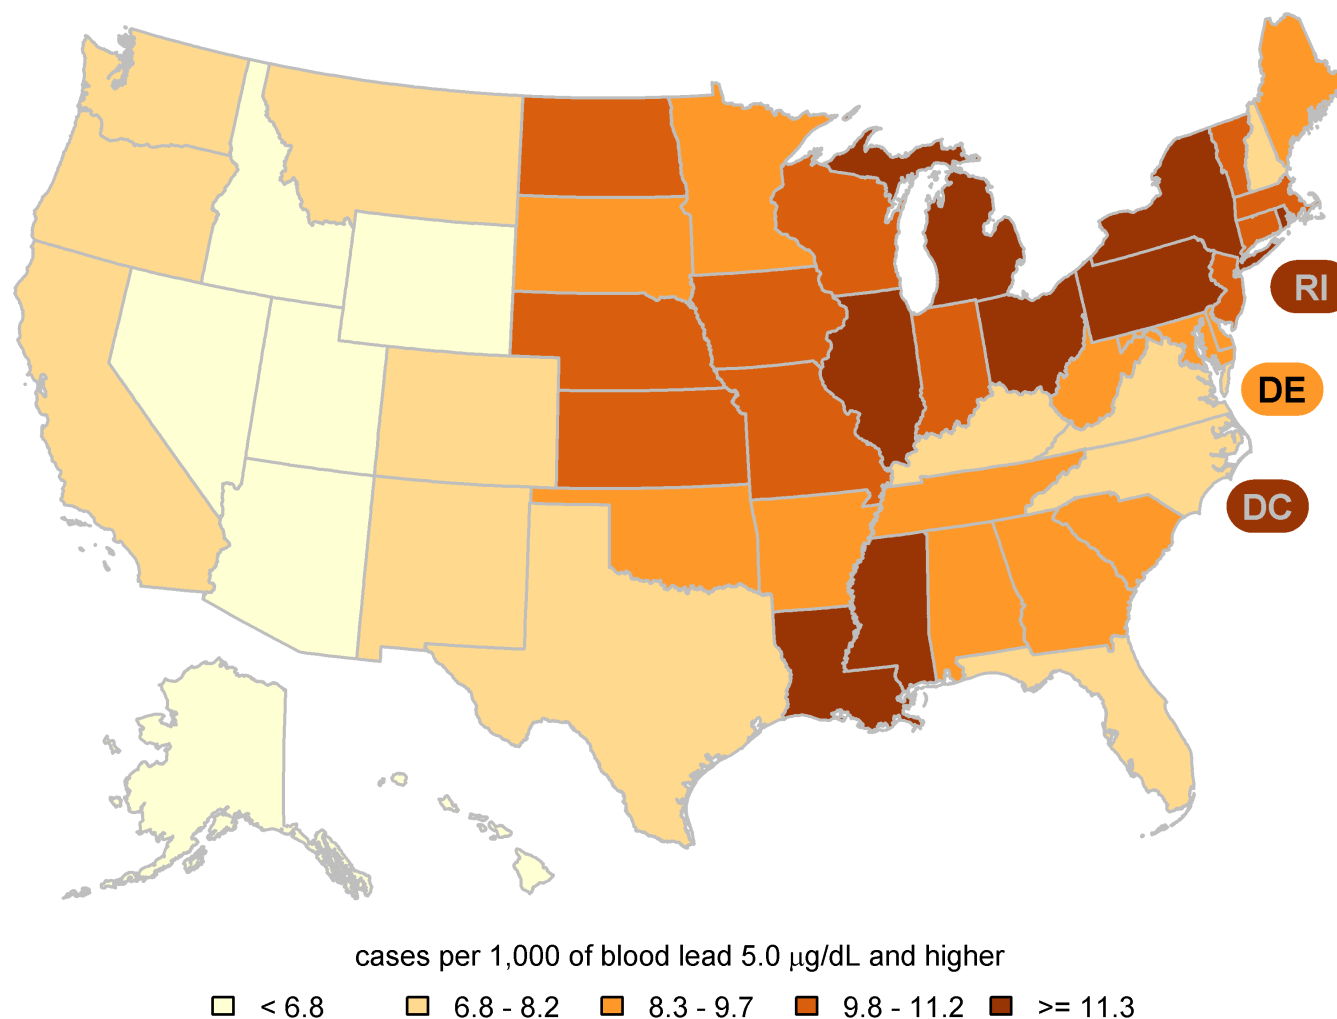 RI
DE
DC
cases per 1,000 of blood lead 5.0 μg/dL and higher
< 6.8 6.8 - 8.2 8.3 - 9.7 9.8 - 11.2 >= 11.3